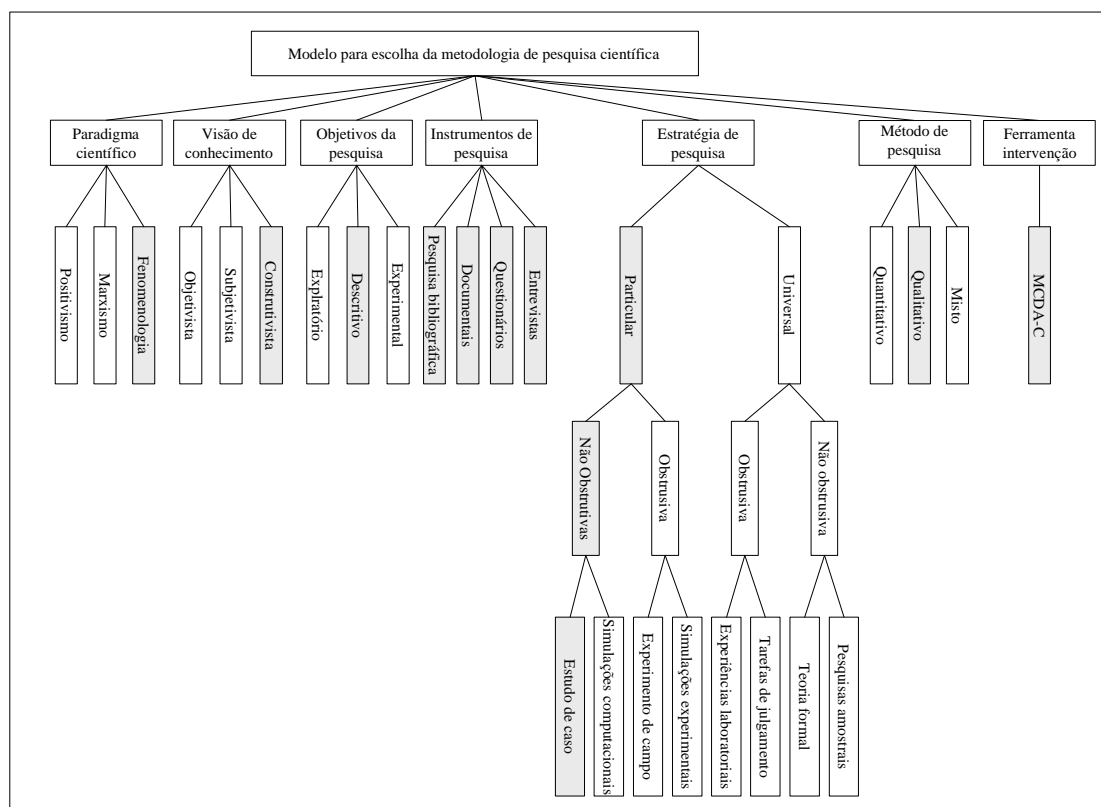 Modelo para escolha da metodologia de pesquisa científica
Paradigma
científico
Visão de
conhecimento
Objetivos da
pesquisa
Instrumentos de
pesquisa
Estratégia de
pesquisa
Método de
pesquisa
Ferramenta
intervenção
Positivismo
Marxismo
Fenomenologia
Objetivista
Subjetivista
Construtivista
Explratório
Descritivo
Experimental
Pesquisa bibliográfica
Documentais
Questionários
Entrevistas
Particular
Universal
Quantitativo
Qualitativo
Misto
MCDA-C
Não Obstrutivas
Obstrusiva
Obstrusiva
Não obstrusiva
Estudo de caso
Simulações computacionais
Experimento de campo
Simulações experimentais
Experiências laboratoriais
Tarefas de julgamento
Teoria formal
Pesquisas amostrais